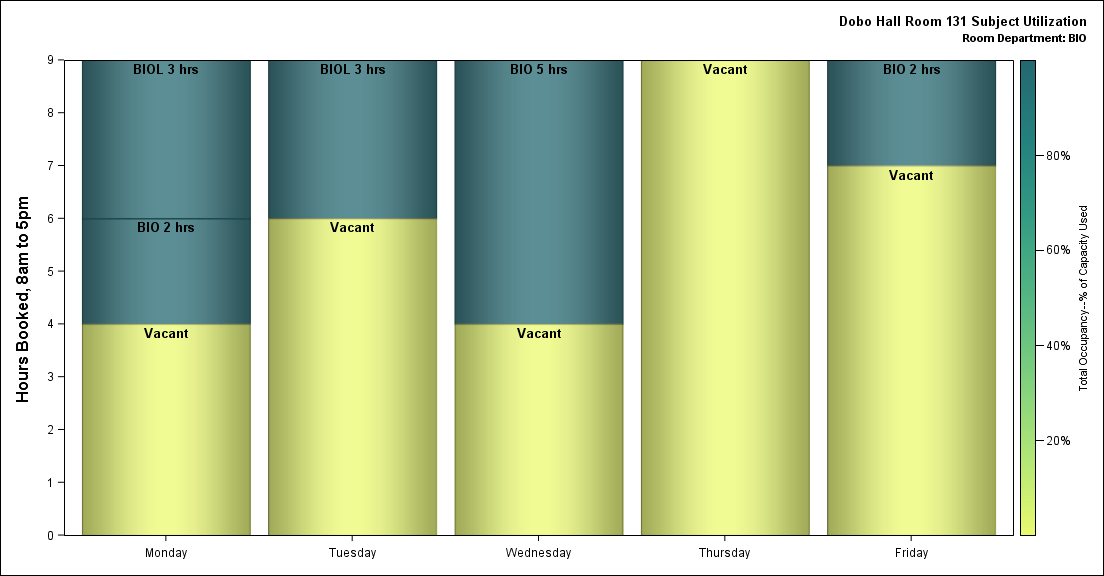 Dobo Hall Room 131 Subject Utilization
Room Department: BIO
Hours Booked, 8am to 5pm
9
8
7
6
5
4
3
2
1
0
BIOL 3 hrs
BIO 2 hrs
Vacant
BIOL 3 hrs
Vacant
BIO 5 hrs
Vacant
Vacant
BIO 2 hrs
Vacant
Monday
Tuesday
Wednesday
Thursday
Friday
80%
60%
40%
20%
Total Occupancy--% of Capacity Used